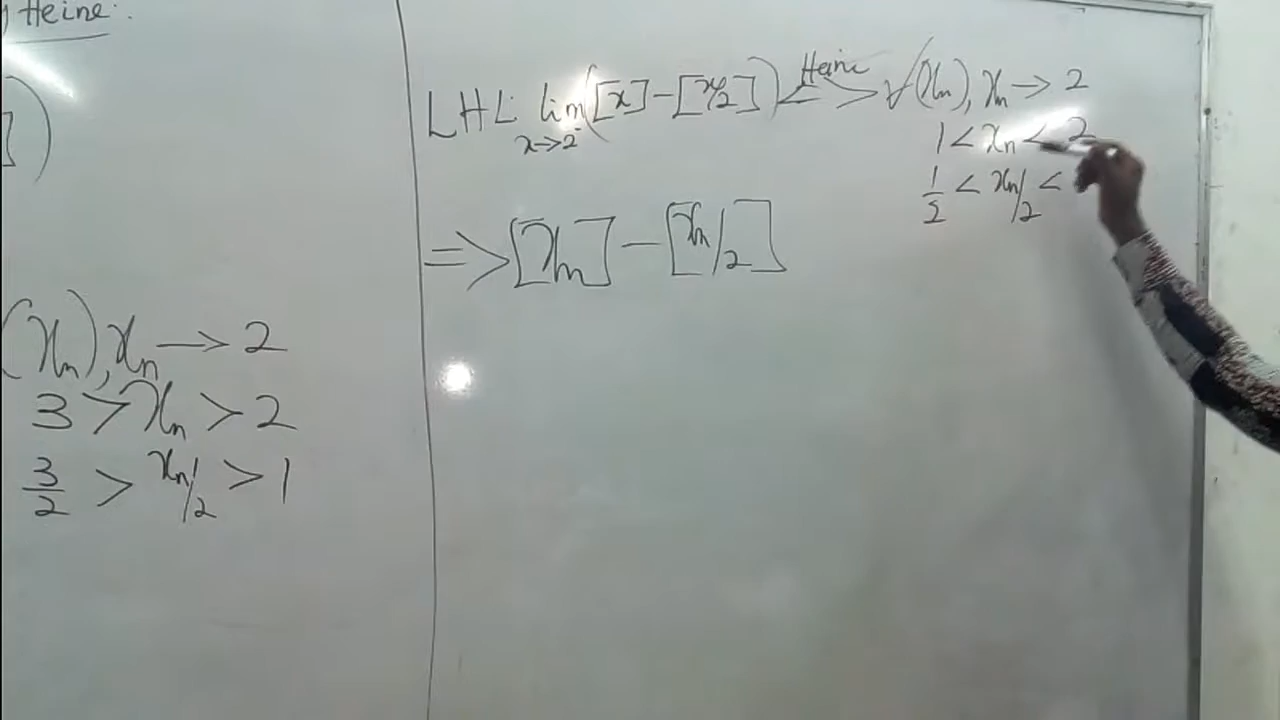 Heine.
])
(xₙ), xₙ → 2
3 > xₙ > 2
3/2 > xₙ/2 > 1
LHL lim x→2⁻ ([x] - [x/2]) <=Heine=> ∀(xₙ), xₙ → 2
1 < xₙ < 2
1/2 < xₙ/2 <
=> [xₙ] - [xₙ/2]